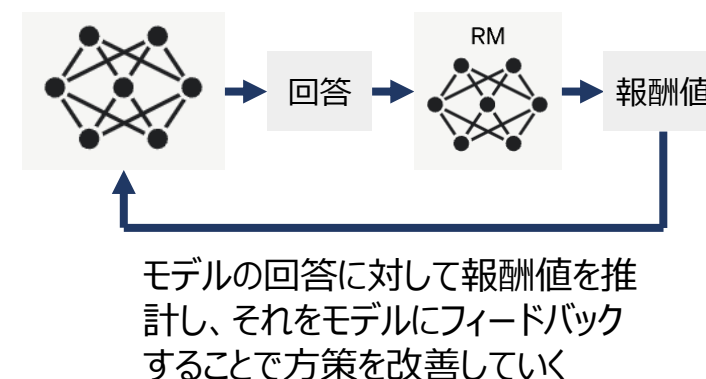 RM
回答
報酬値
モデルの回答に対して報酬値を推
計し、それをモデルにフィードバック
することで方策を改善していく